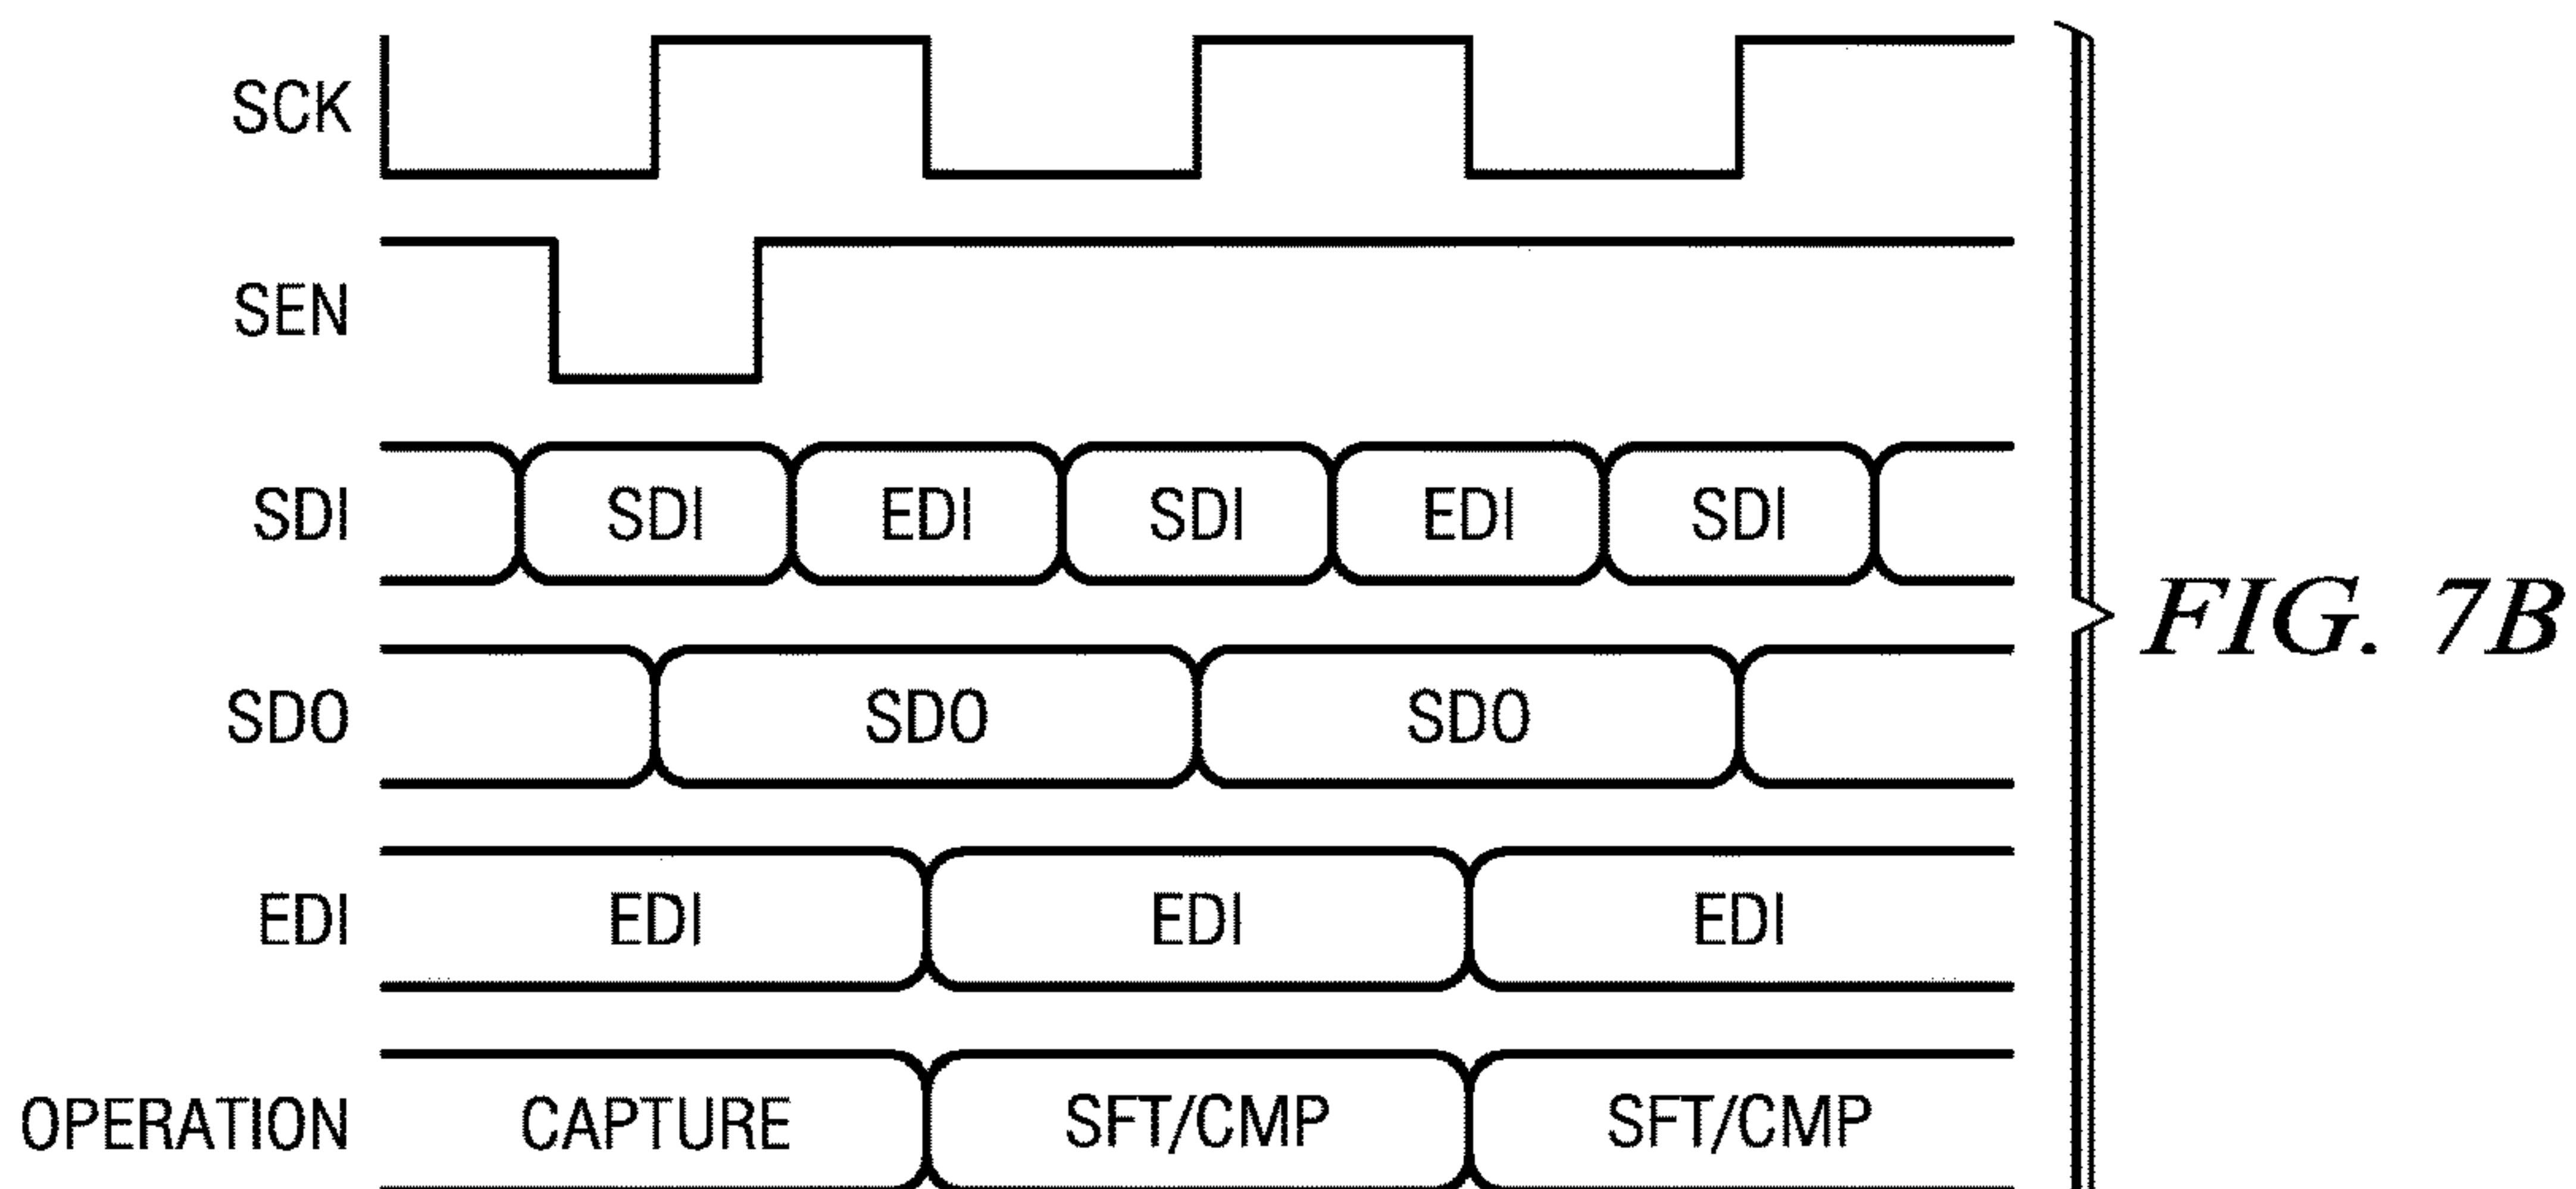 SCK
SEN
SDI SDI EDI SDI EDI SDI
SDO SDO SDO
EDI EDI EDI EDI
OPERATION CAPTURE SFT/CMP SFT/CMP
FIG. 7B